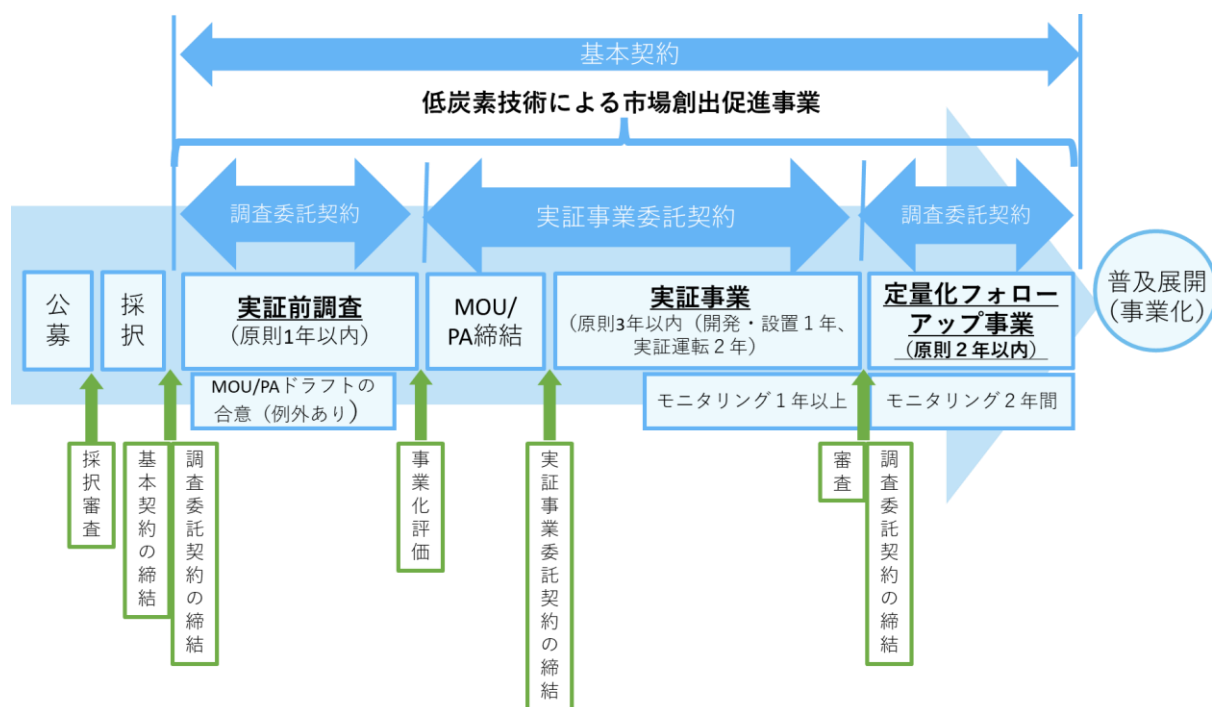 基本契約
低炭素技術による市場創出促進事業
調査委託契約
実証事業委託契約
調査委託契約
公募
採択
実証前調査
（原則1年以内）
MOU/
PA締結
実証事業
（原則3年以内（開発・設置１年、
実証運転２年）
定量化フォロー
アップ事業
（原則２年以内）
普及展開
(事業化)
MOU/PAドラフトの
合意（例外あり）
モニタリング１年以上
モニタリング２年間
採択審査
基本契約の締結
調査委託契約の締結
事業化評価
実証事業委託契約の締結
審査
調査委託契約の締結